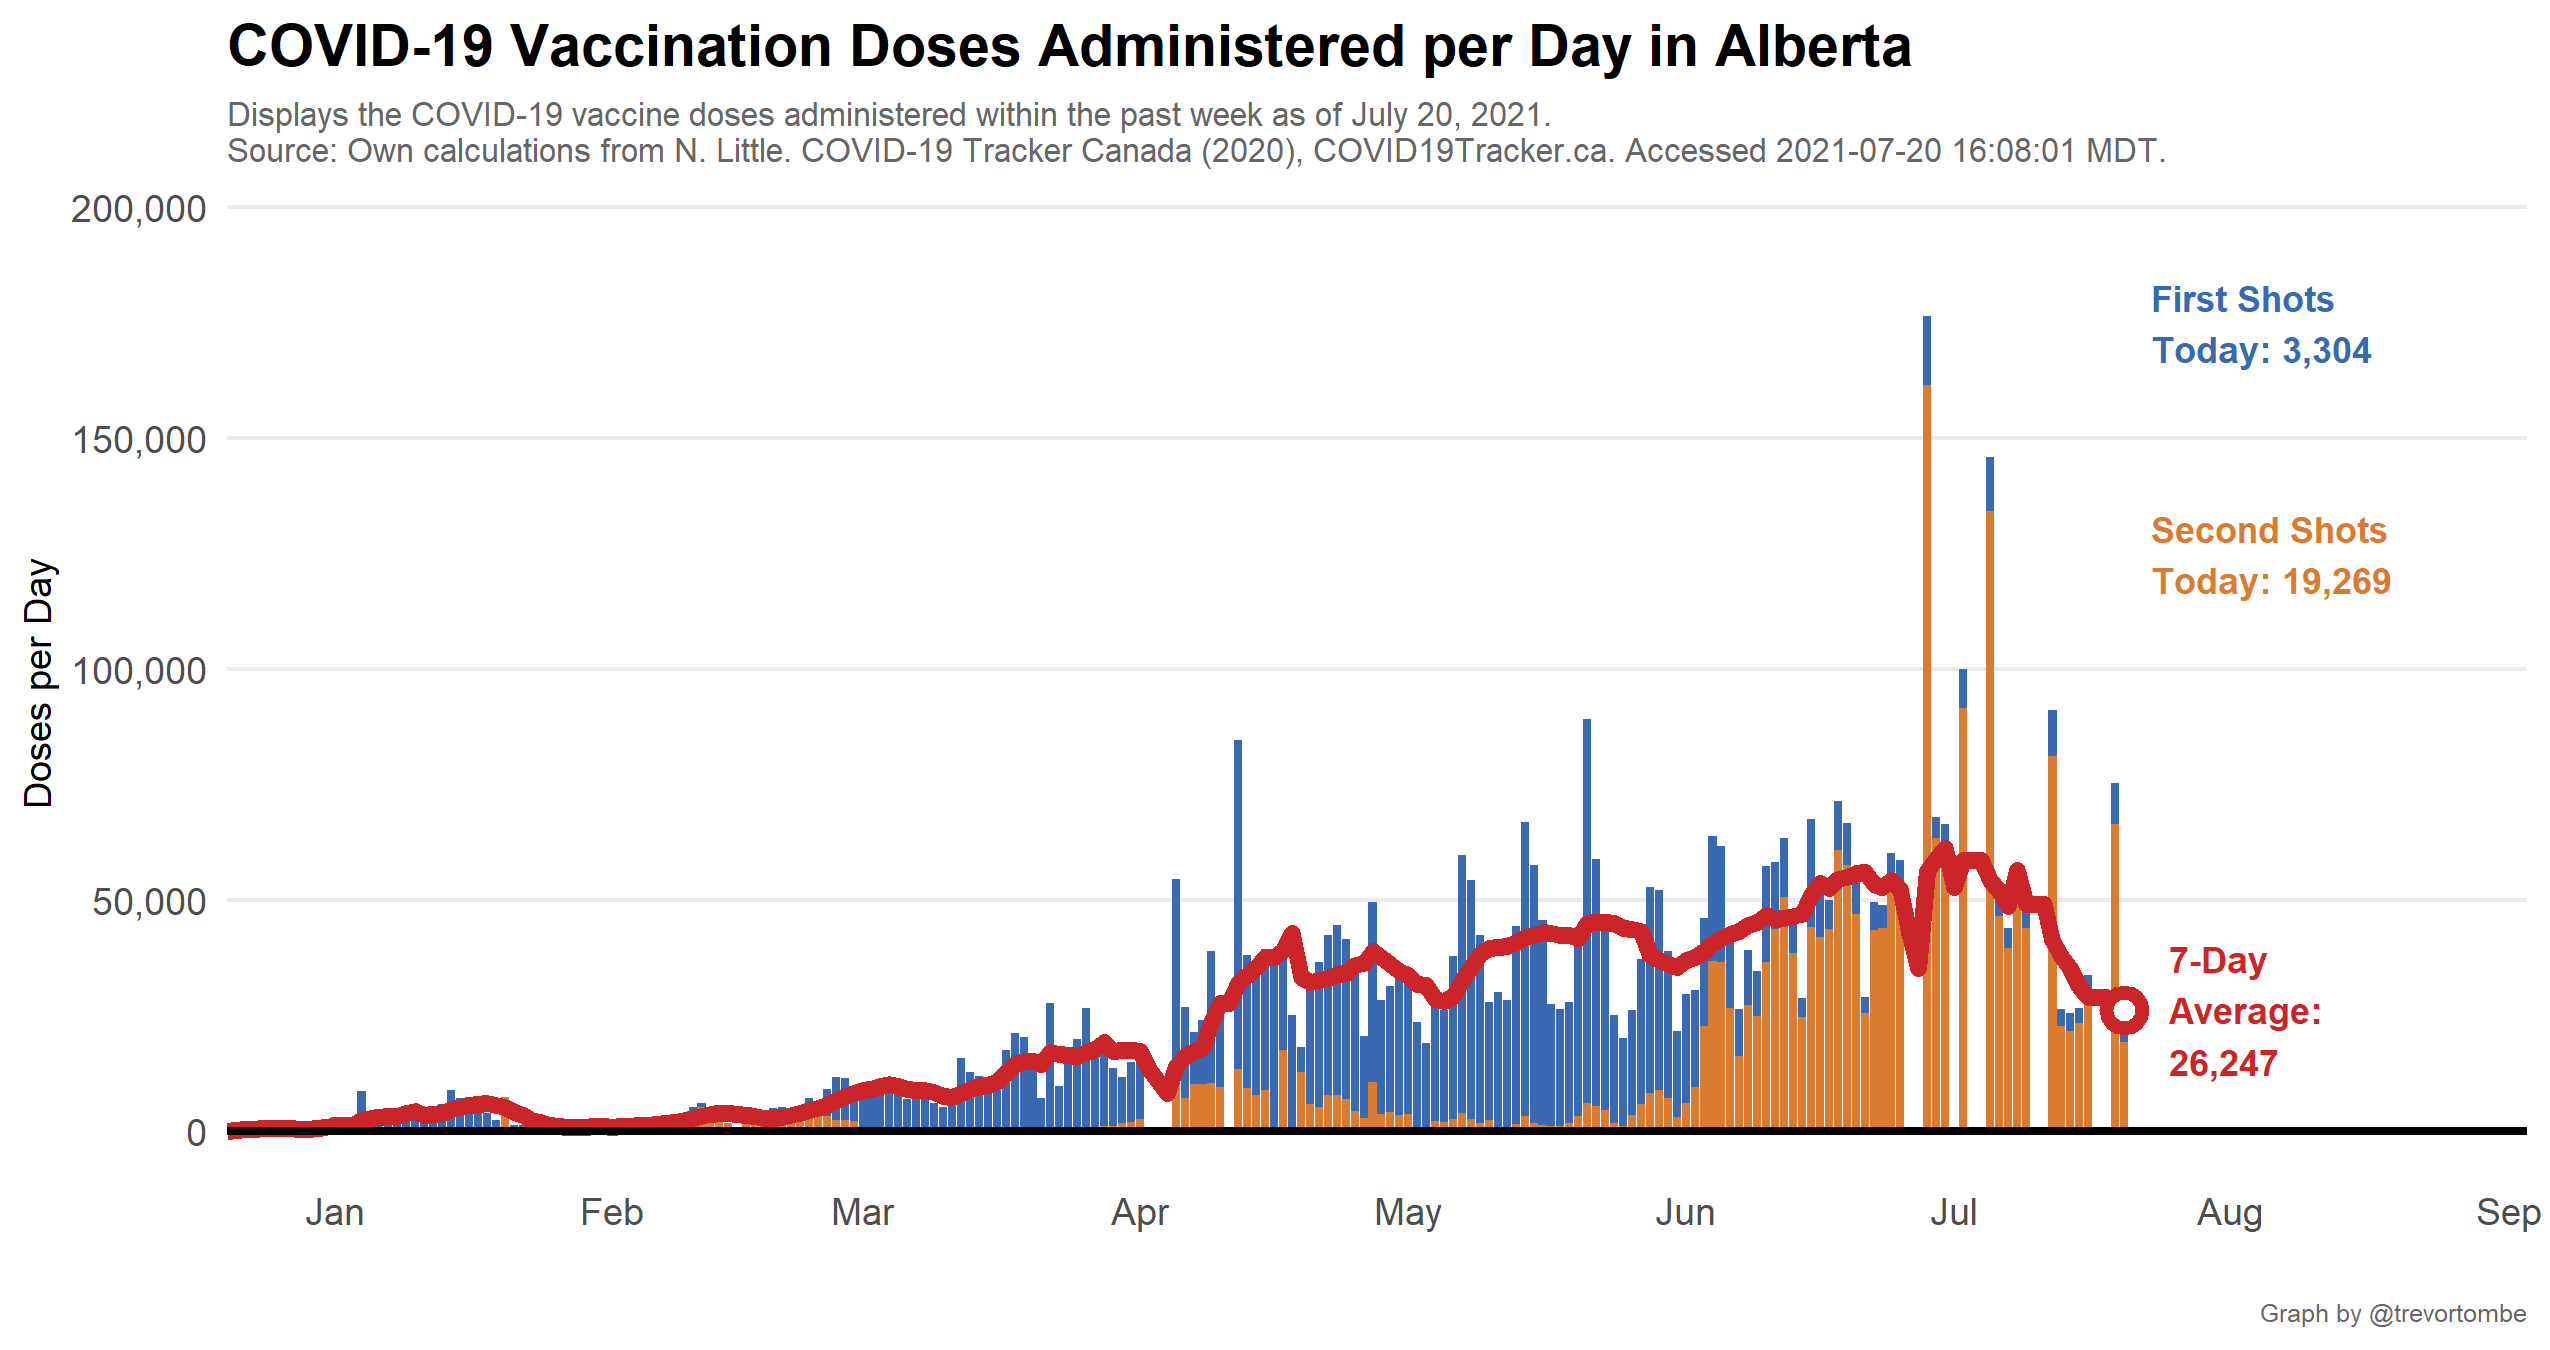 COVID-19 Vaccination Doses Administered per Day in Alberta
Displays the COVID-19 vaccine doses administered within the past week as of July 20, 2021.
Source: Own calculations from N. Little. COVID-19 Tracker Canada (2020), COVID19Tracker.ca. Accessed 2021-07-20 16:08:01 MDT.
200,000
150,000
100,000
50,000
0
Doses per Day
First Shots
Today: 3,304
Second Shots
Today: 19,269
7-Day
Average:
26,247
Jan Feb Mar Apr May Jun Jul Aug Sep
Graph by @trevortombe